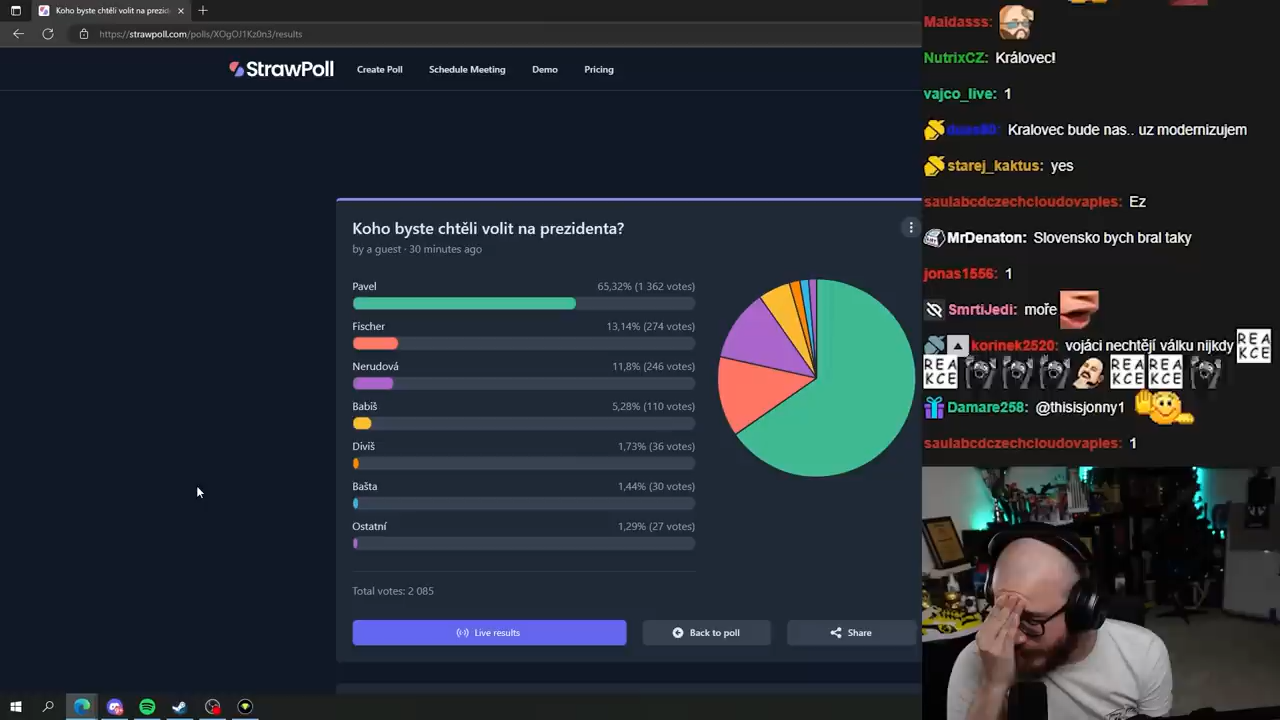 Koho byste chtěli volit na prezid
https://strawpoll.com/polls/XOgOJ1Kz0n3/results
StrawPoll
Create Poll
Schedule Meeting
Demo
Pricing
Koho byste chtěli volit na prezidenta?
by a guest · 30 minutes ago
Pavel 65,32% (1 362 votes)
Fischer 13,14% (274 votes)
Nerudová 11,8% (246 votes)
Babiš 5,28% (110 votes)
Diviš 1,73% (36 votes)
Bašta 1,44% (30 votes)
Ostatní 1,29% (27 votes)
Total votes: 2 085
Live results
Back to poll
Share
Maldasss:
NutrixCZ: Královec!
vajco_live: 1
Kralovec bude nas.. uz modernizujem
starej_kaktus: yes
saulabcdczechcloudovaples: Ez
MrDenaton: Slovensko bych bral taky
jonas1556: 1
SmrtiJedi: moře
korinek2520: vojáci nechtějí válku nijkdy REA KCE
REA KCE REA KCE REA KCE
Damare258: @thisisjonny1
saulabcdczechcloudovaples: 1